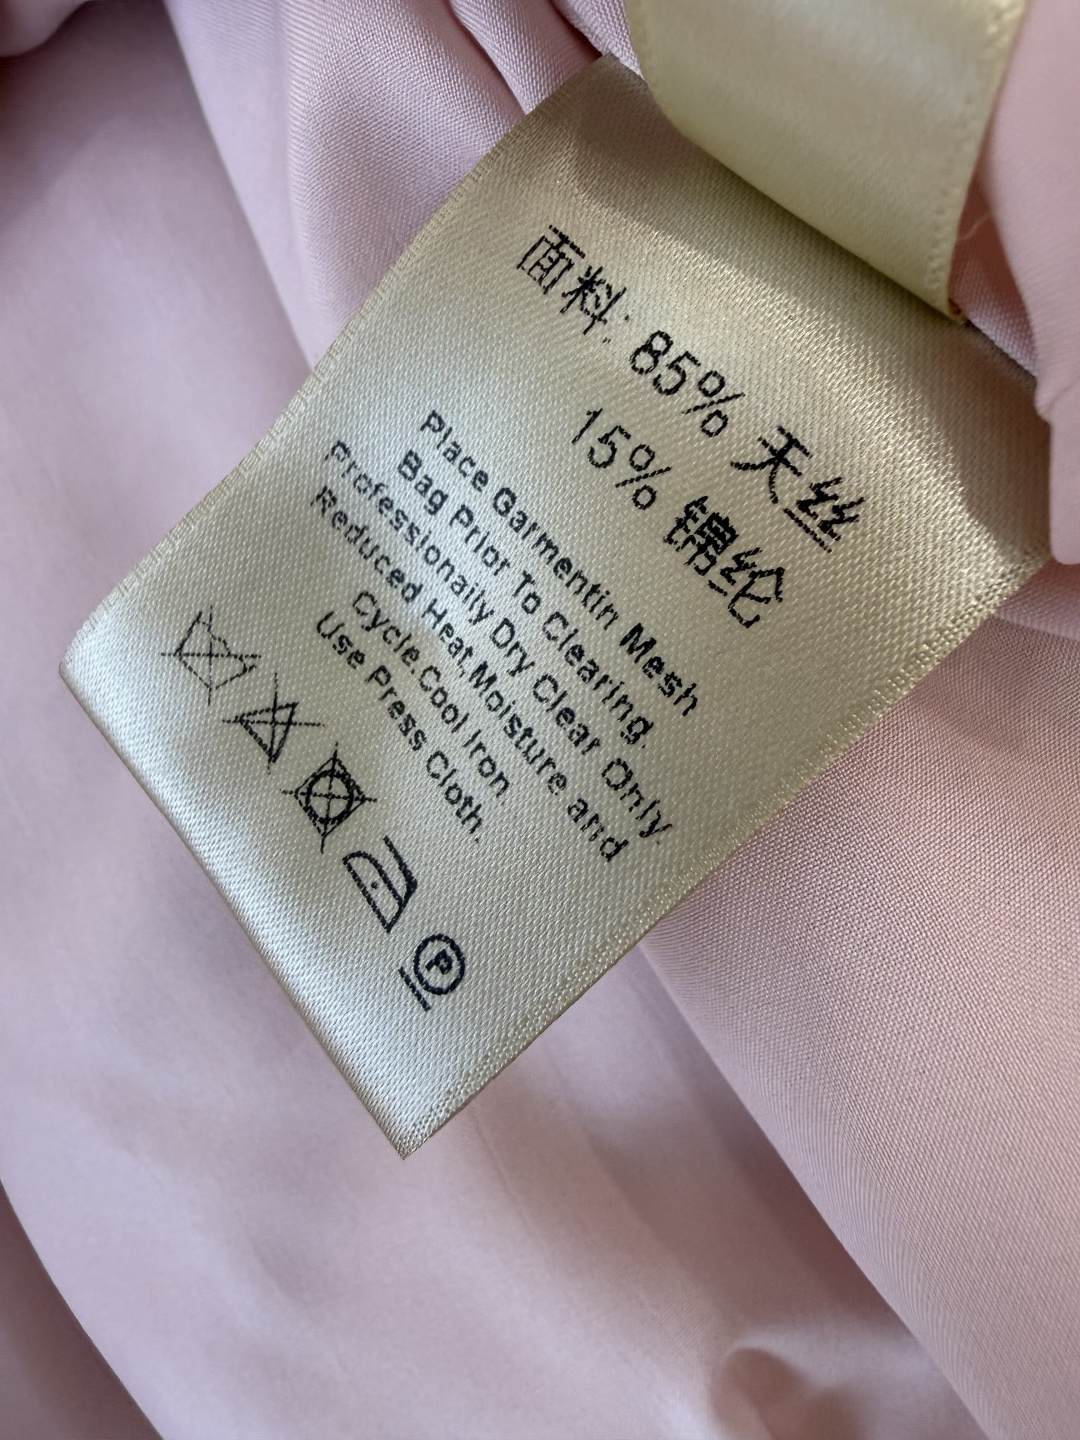 面料: 85% 天丝
15% 锦纶
Place Garmentin Mesh
Bag Prior To Clearing.
Professionaily Dry Clear Only.
Reduced Heat,Moisture and
Cycle.Cool Iron.
Use Press Cloth.
P